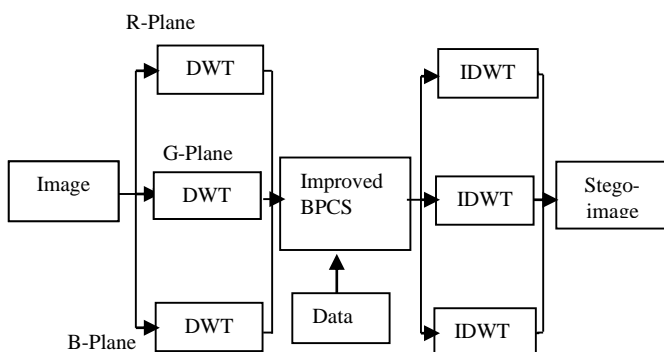 R-Plane
DWT
IDWT
G-Plane
Image
DWT
Improved
BPCS
IDWT
Stego-
image
B-Plane
DWT
Data
IDWT